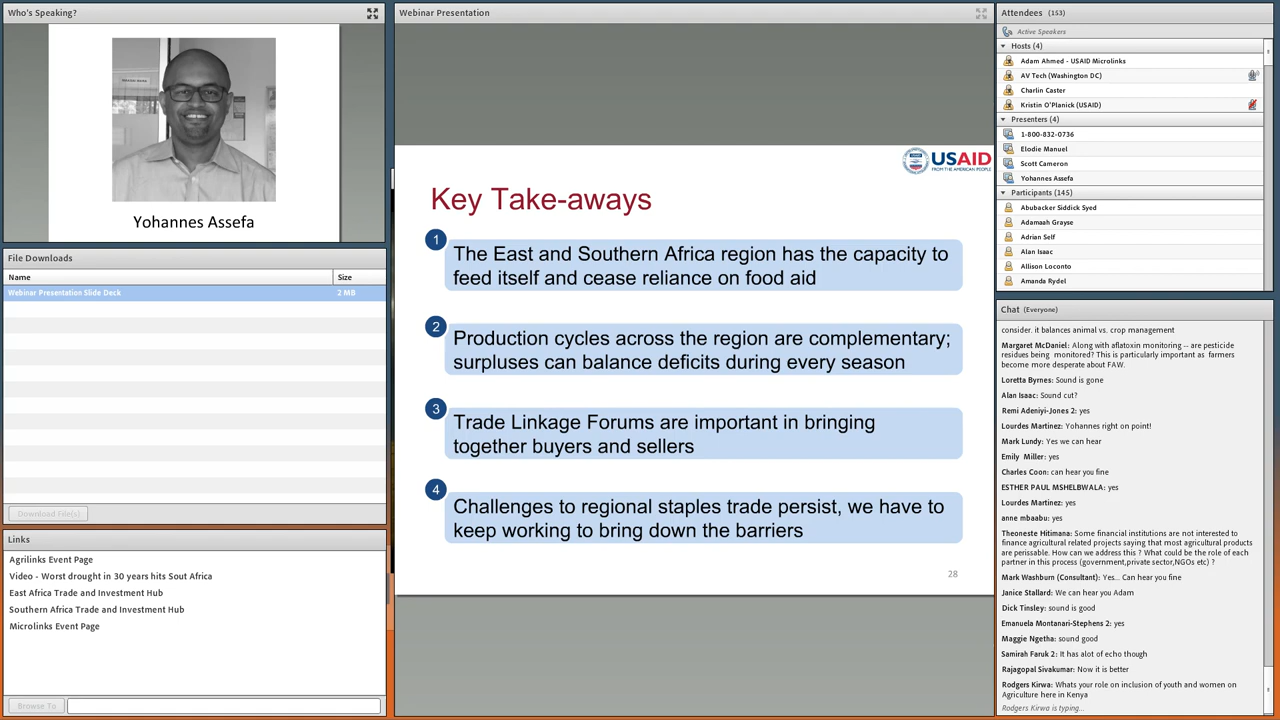 Who's Speaking?
Yohannes Assefa
File Downloads
Name Size
Webinar Presentation Slide Deck 2 MB
Download File(s)
Links
Agrilinks Event Page
Video - Worst drought in 30 years hits Sout Africa
East Africa Trade and Investment Hub
Southern Africa Trade and Investment Hub
Microlinks Event Page
Browse To
Webinar Presentation
USAID
FROM THE AMERICAN PEOPLE
Key Take-aways
1
The East and Southern Africa region has the capacity to
feed itself and cease reliance on food aid
2
Production cycles across the region are complementary;
surpluses can balance deficits during every season
3
Trade Linkage Forums are important in bringing
together buyers and sellers
4
Challenges to regional staples trade persist, we have to
keep working to bring down the barriers
28
Attendees (153)
Active Speakers
Hosts (4)
Adam Ahmed - USAID Microlinks
AV Tech (Washington DC)
Charlin Caster
Kristin O'Planick (USAID)
Presenters (4)
1-800-832-0736
Elodie Manuel
Scott Cameron
Yohannes Assefa
Participants (145)
Abubacker Siddick Syed
Adamaah Grayse
Adrian Self
Alan Isaac
Allison Loconto
Amanda Rydel
Chat (Everyone)
consider. it balances animal vs. crop management
Margaret McDaniel: Along with aflatoxin monitoring -- are pesticide
residues being monitored? This is particularly important as farmers
become more desperate about FAW.
Loretta Byrnes: Sound is gone
Alan Isaac: Sound cut?
Remi Adeniyi-Jones 2: yes
Lourdes Martinez: Yohannes right on point!
Mark Lundy: Yes we can hear
Emily Miller: yes
Charles Coon: can hear you fine
ESTHER PAUL MSHELBWALA: yes
Lourdes Martinez: yes
anne mbaabu: yes
Theoneste Hitimana: Some financial institutions are not interested to
finance agricultural related projects saying that most agricultural products
are perissable. How can we address this ? What could be the role of each
partner in this process (government,private sector,NGOs etc) ?
Mark Washburn (Consultant): Yes... Can hear you fine
Janice Stallard: We can hear you Adam
Dick Tinsley: sound is good
Emanuela Montanari-Stephens 2: yes
Maggie Ngetha: sound good
Samirah Faruk 2: It has alot of echo though
Rajagopal Sivakumar: Now it is better
Rodgers Kirwa: Whats your role on inclusion of youth and women on
Agriculture here in Kenya
Rodgers Kirwa is typing...